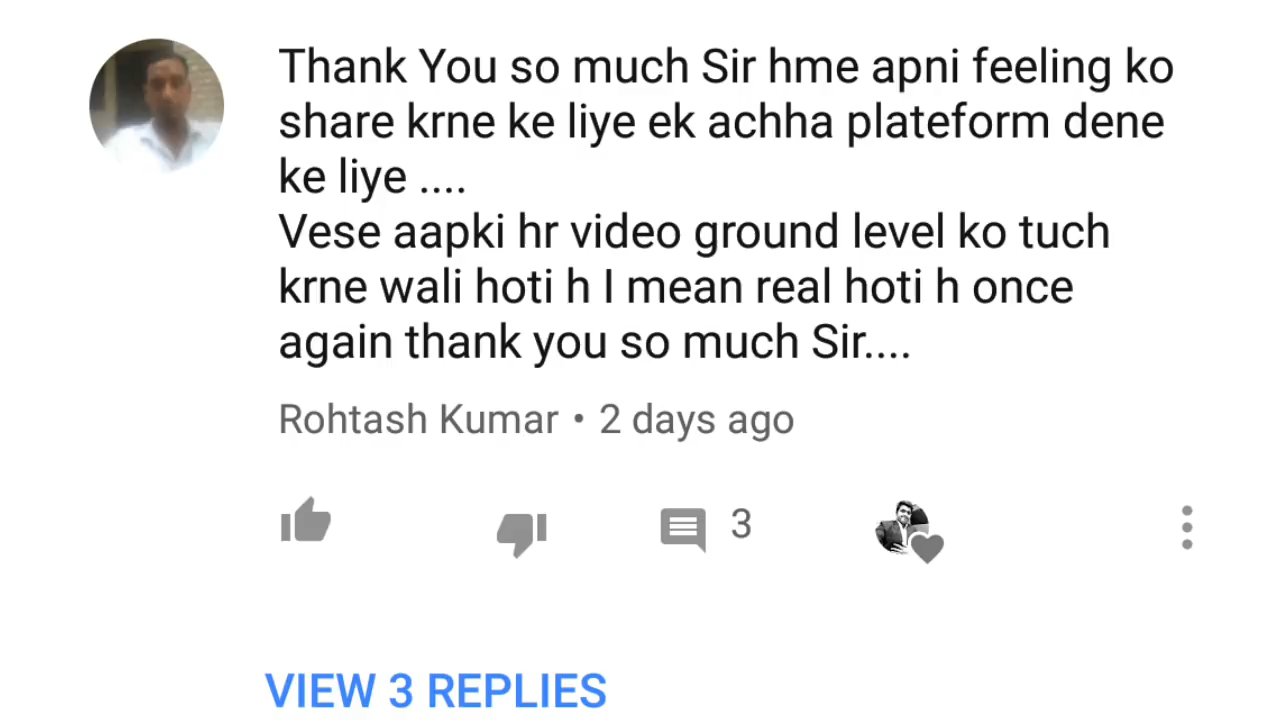 Thank You so much Sir hme apni feeling ko
share krne ke liye ek achha plateform dene
ke liye ....
Vese aapki hr video ground level ko tuch
krne wali hoti h I mean real hoti h once
again thank you so much Sir....
Rohtash Kumar • 2 days ago
3
VIEW 3 REPLIES